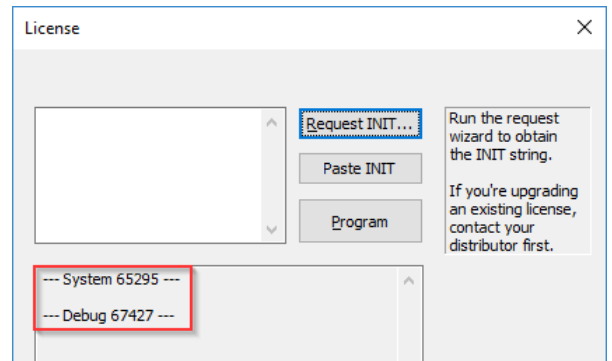 License
Request INIT...
Paste INIT
Program
Run the request
wizard to obtain
the INIT string.
If you're upgrading
an existing license,
contact your
distributor first.
--- System 65295 ---
--- Debug 67427 ---